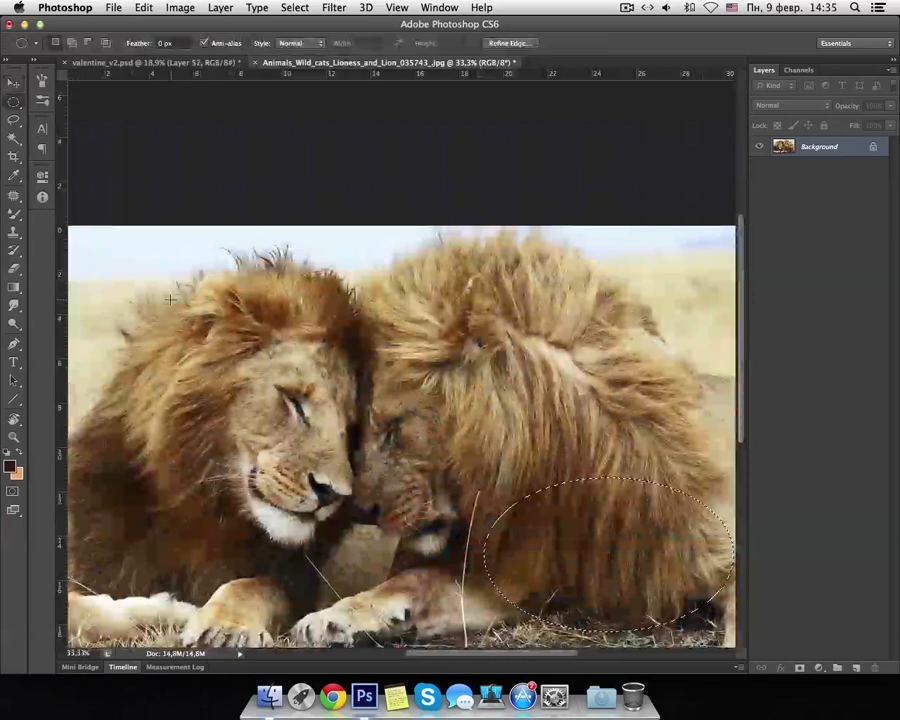 Photoshop File Edit Image Layer Type Select Filter 3D View Window Help Пн, 9 февр. 14:35
Adobe Photoshop CS6
Feather: 0 px Anti-alias Style: Normal Width: Height: Refine Edge... Essentials
valentine_v2.psd @ 18,9% (Layer 52, RGB/8#) * Animals_Wild_cats_Lioness_and_Lion_035743_.jpg @ 33,3% (RGB/8*) *
Layers Channels
Kind
Normal Opacity: 100%
Lock: Fill: 100%
Background
33,33% Doc: 14,8M/14,8M
Mini Bridge Timeline Measurement Log
Ps